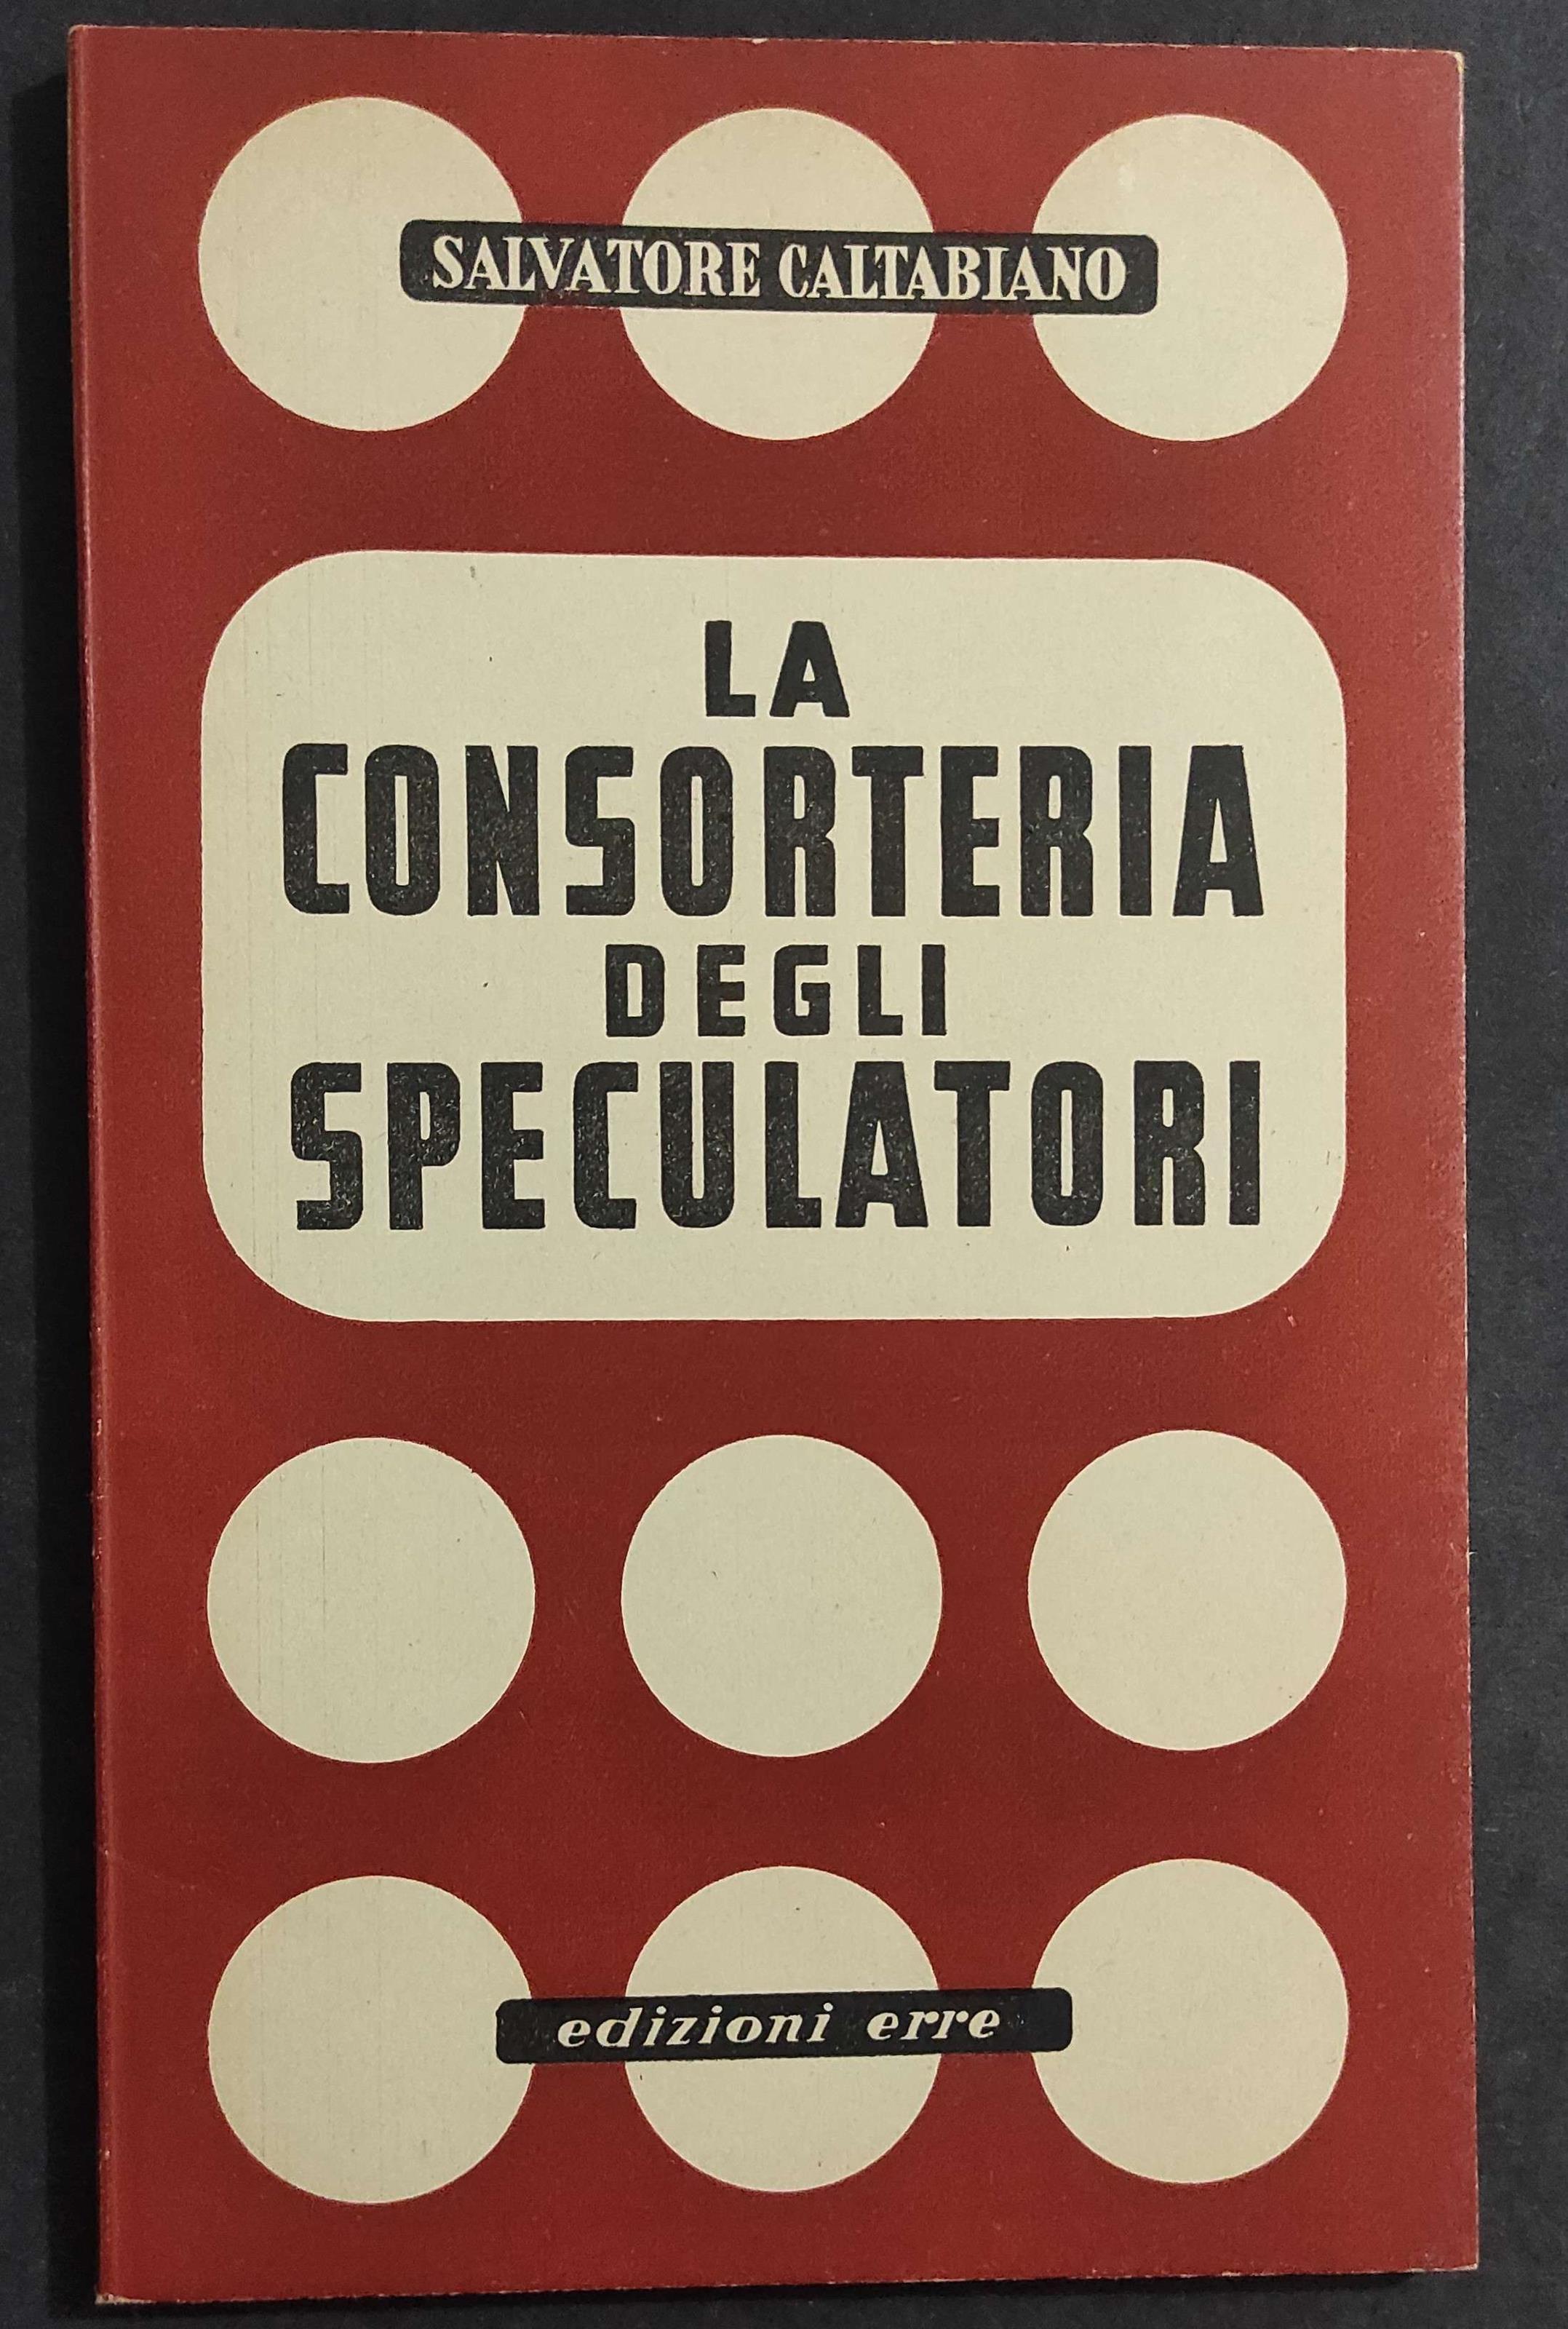 SALVATORE CALTABIANO
LA
CONSORTERIA
DEGLI
SPECULATORI
edizioni erre